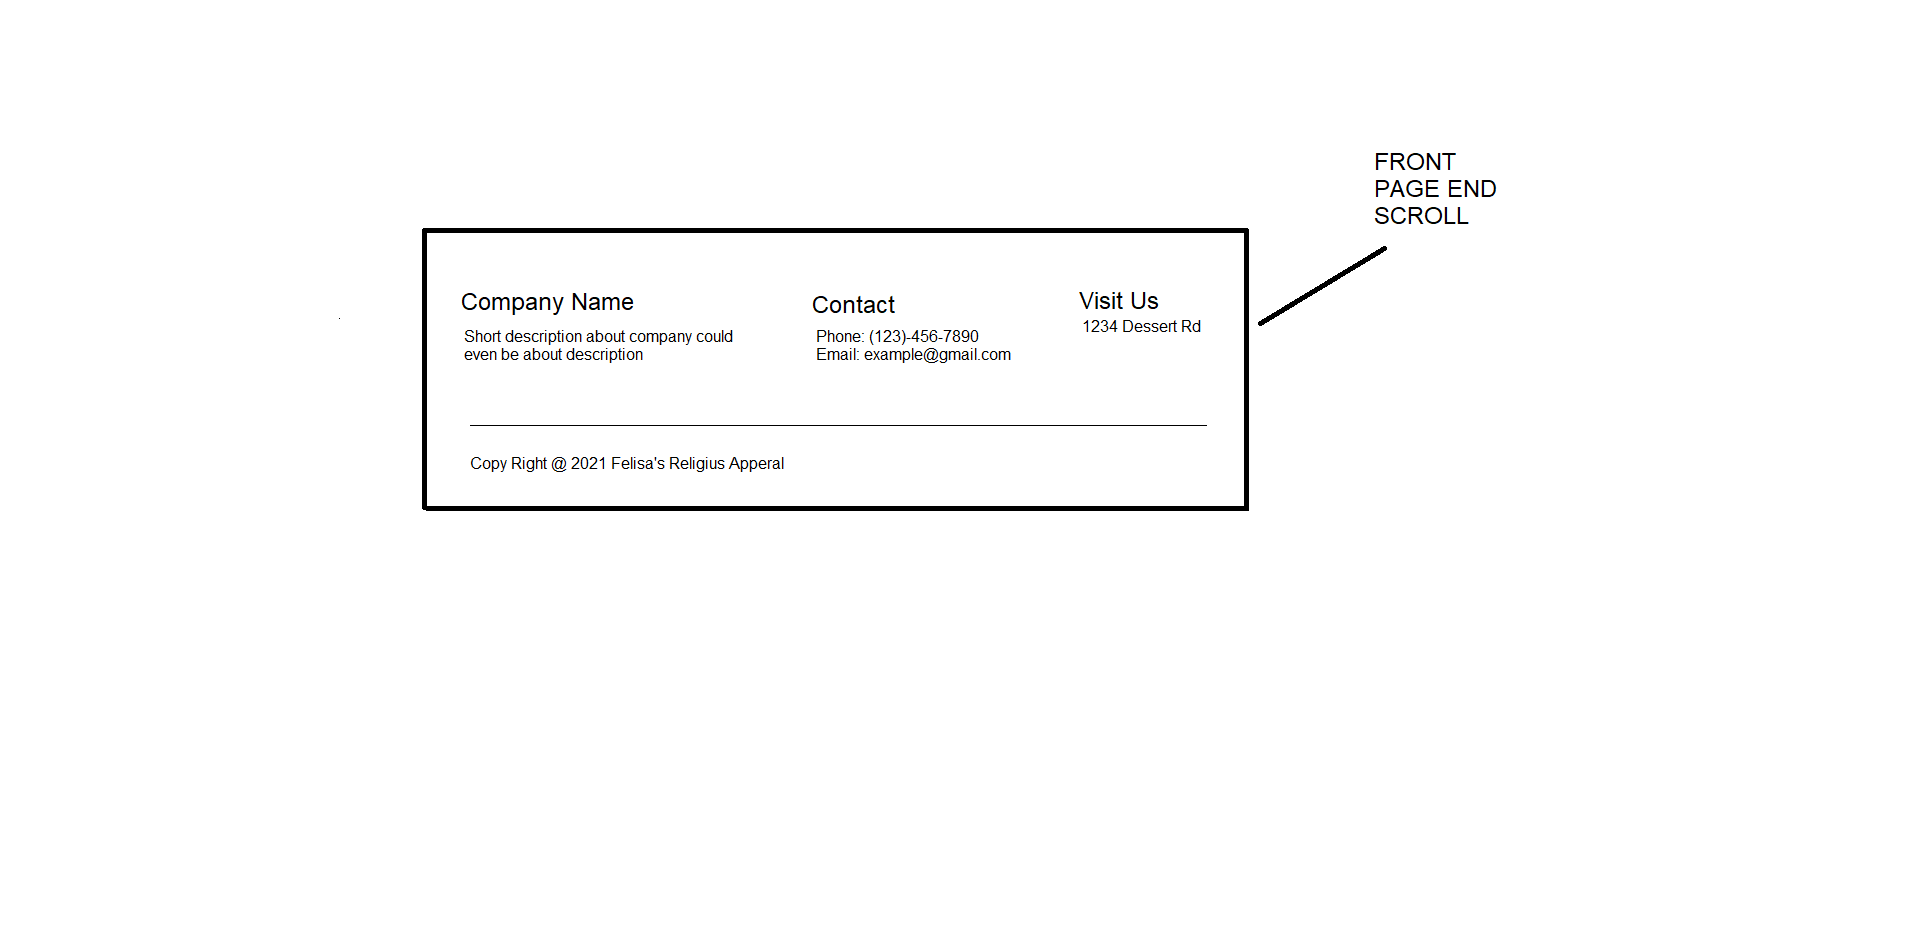 FRONT
PAGE END
SCROLL
Company Name
Short description about company could
even be about description
Contact
Phone: (123)-456-7890
Email: example@gmail.com
Visit Us
1234 Dessert Rd
Copy Right @ 2021 Felisa's Religius Apperal